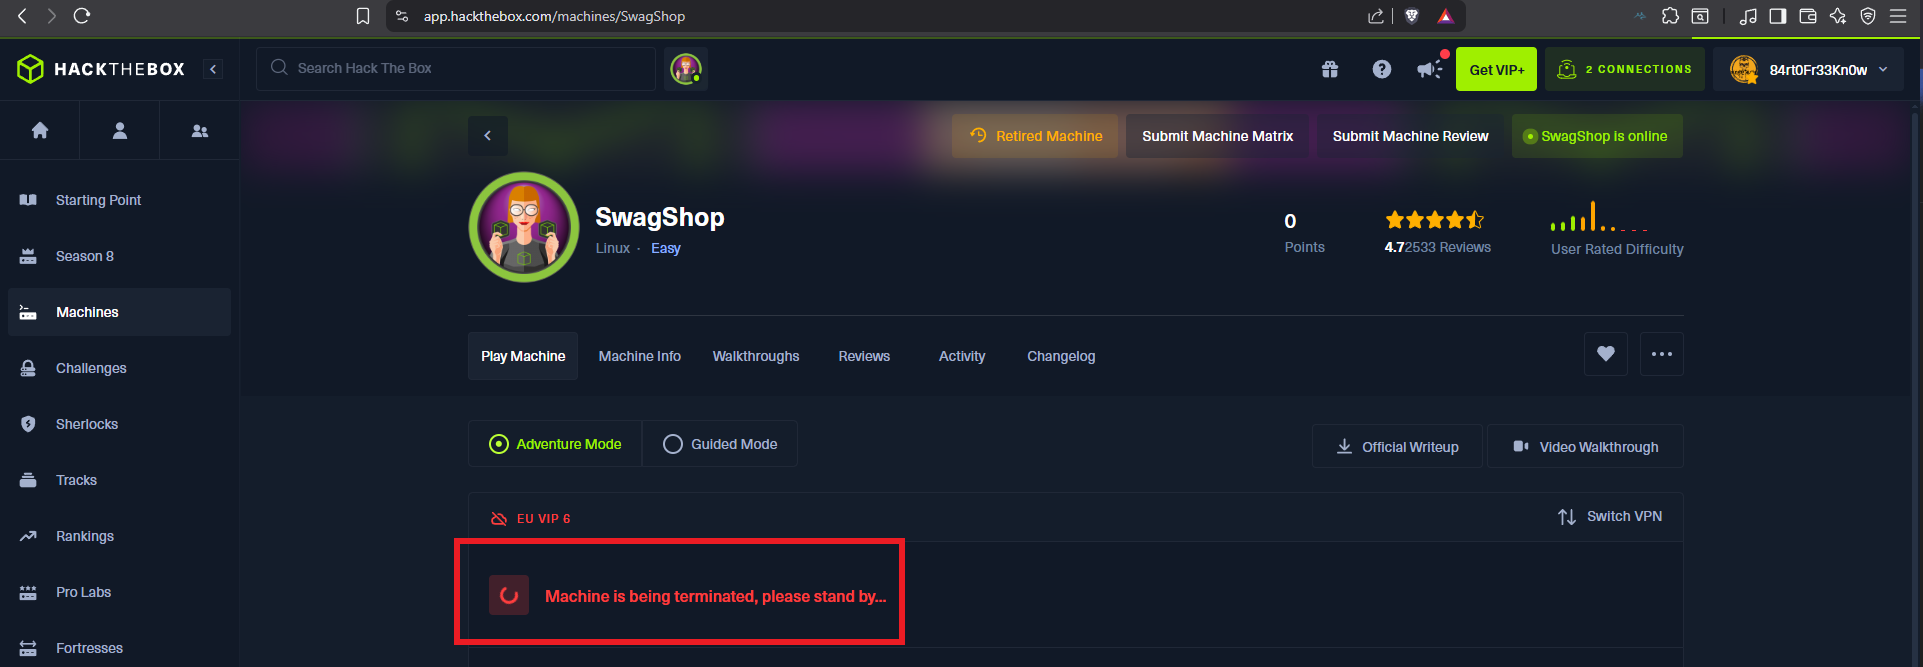 app.hackthebox.com/machines/SwagShop
HACKTHEBOX
Search Hack The Box
Get VIP+
2 CONNECTIONS
84rt0Fr33Kn0w
Retired Machine
Submit Machine Matrix
Submit Machine Review
SwagShop is online
Starting Point
Season 8
Machines
Challenges
Sherlocks
Tracks
Rankings
Pro Labs
Fortresses
SwagShop
Linux · Easy
0
Points
4.72533 Reviews
User Rated Difficulty
Play Machine
Machine Info
Walkthroughs
Reviews
Activity
Changelog
Adventure Mode
Guided Mode
Official Writeup
Video Walkthrough
EU VIP 6
Switch VPN
Machine is being terminated, please stand by...